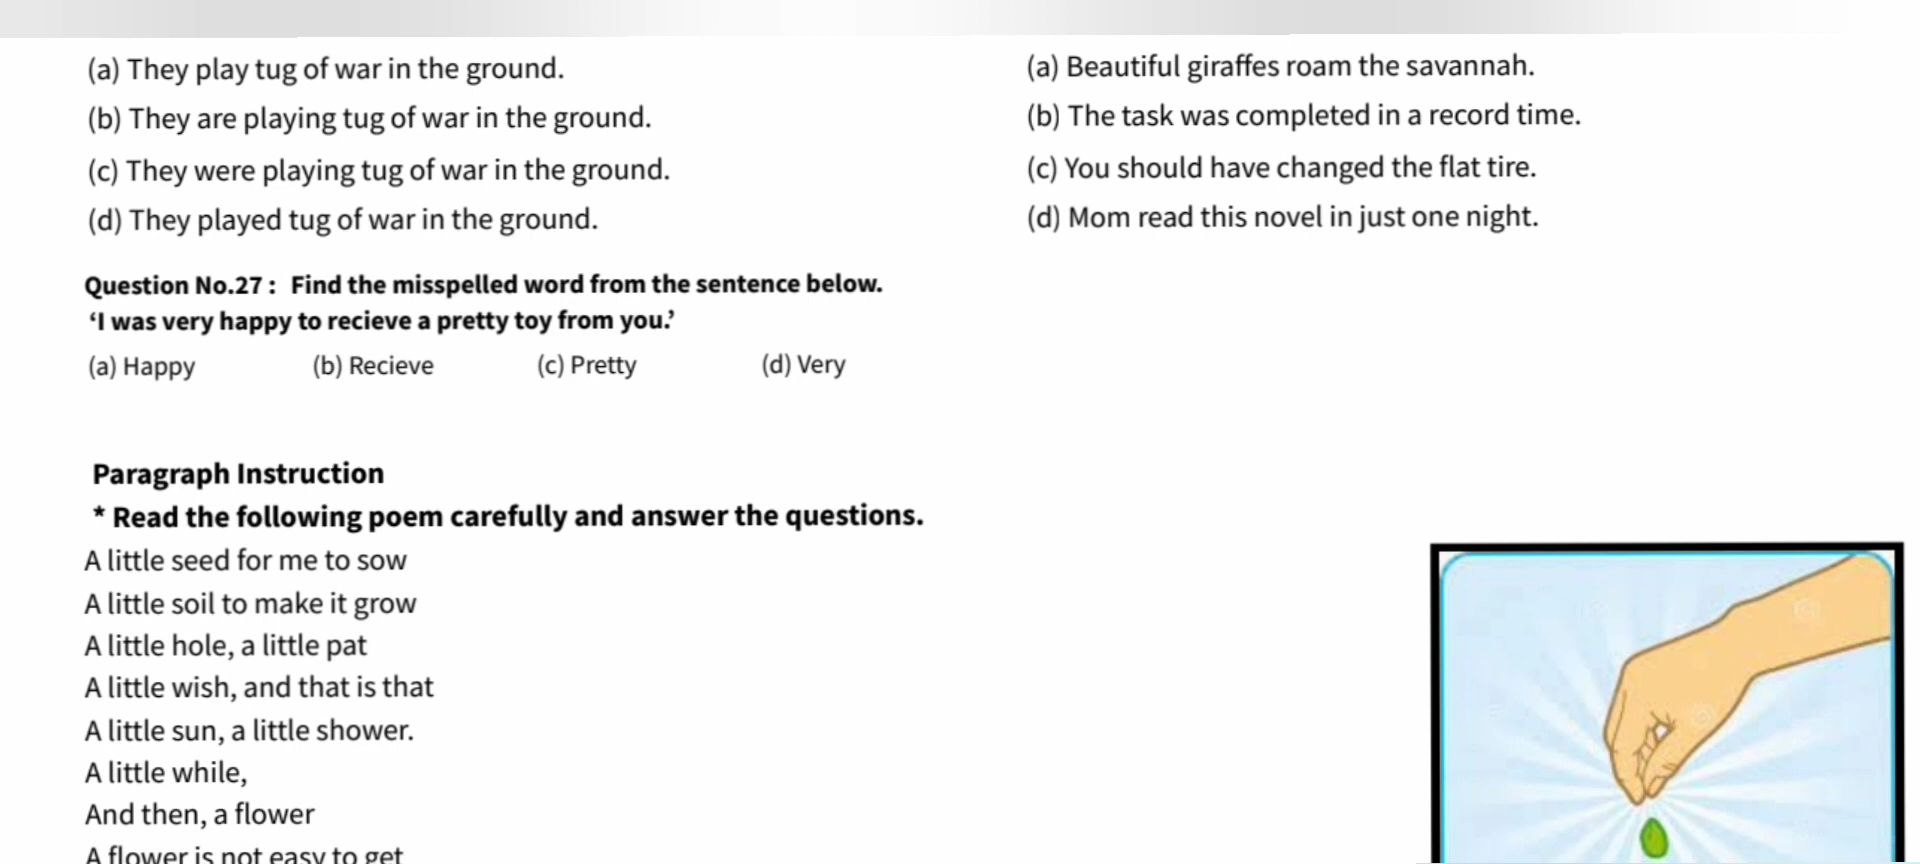 (a) They play tug of war in the ground.
(b) They are playing tug of war in the ground.
(c) They were playing tug of war in the ground.
(d) They played tug of war in the ground.
(a) Beautiful giraffes roam the savannah.
(b) The task was completed in a record time.
(c) You should have changed the flat tire.
(d) Mom read this novel in just one night.
Question No.27 : Find the misspelled word from the sentence below.
‘I was very happy to recieve a pretty toy from you.’
(a) Happy (b) Recieve (c) Pretty (d) Very
Paragraph Instruction
* Read the following poem carefully and answer the questions.
A little seed for me to sow
A little soil to make it grow
A little hole, a little pat
A little wish, and that is that
A little sun, a little shower.
A little while,
And then, a flower
A flower is not easy to get